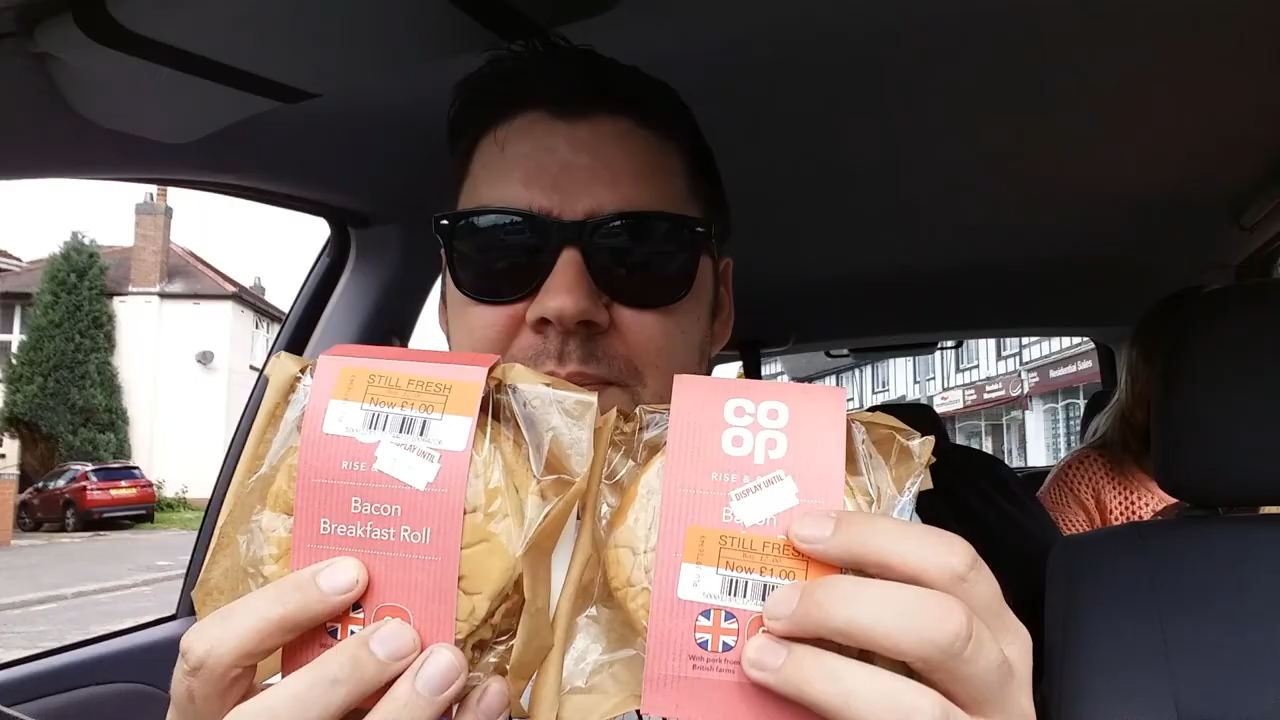 STILL FRESH
Now £1.00
DISPLAY UNTIL
RISE &
Bacon
Breakfast Roll
CO
OP
RISE &
DISPLAY UNTIL
Bacon
STILL FRESH
Now £1.00
With pork from
British farms
Residential Sales